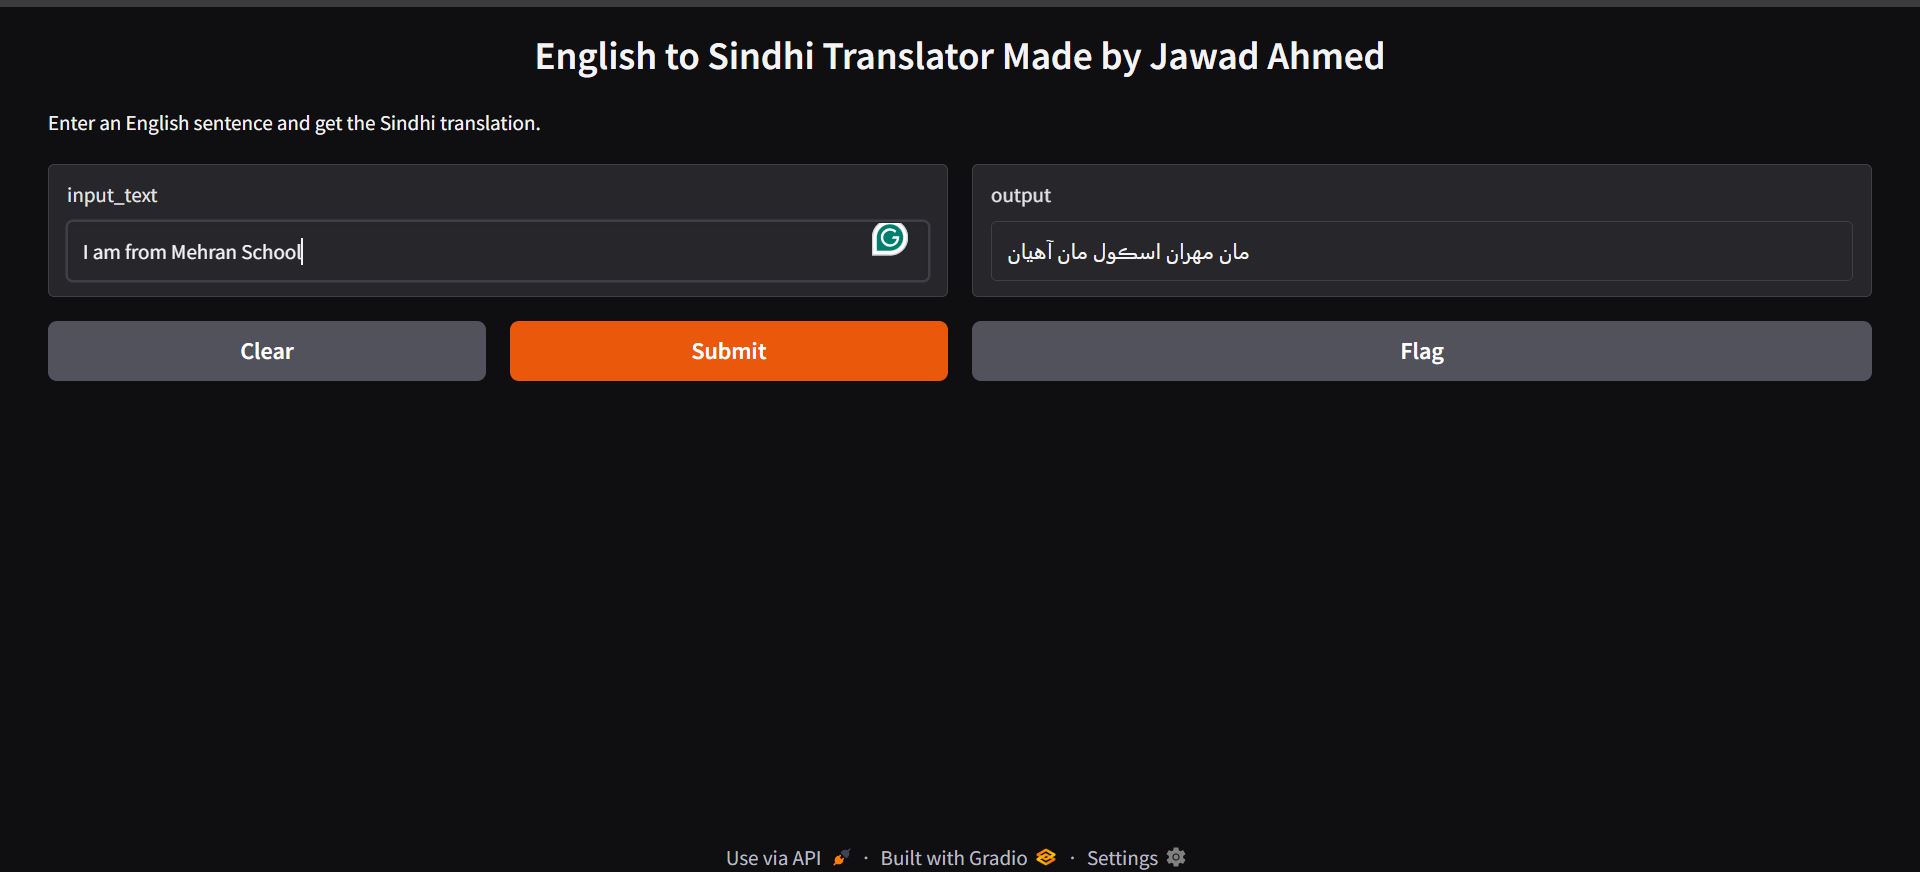 English to Sindhi Translator Made by Jawad Ahmed
Enter an English sentence and get the Sindhi translation.
input_text
I am from Mehran School
output
مان مهران اسڪول مان آهيان
Clear
Submit
Flag
Use via API · Built with Gradio · Settings